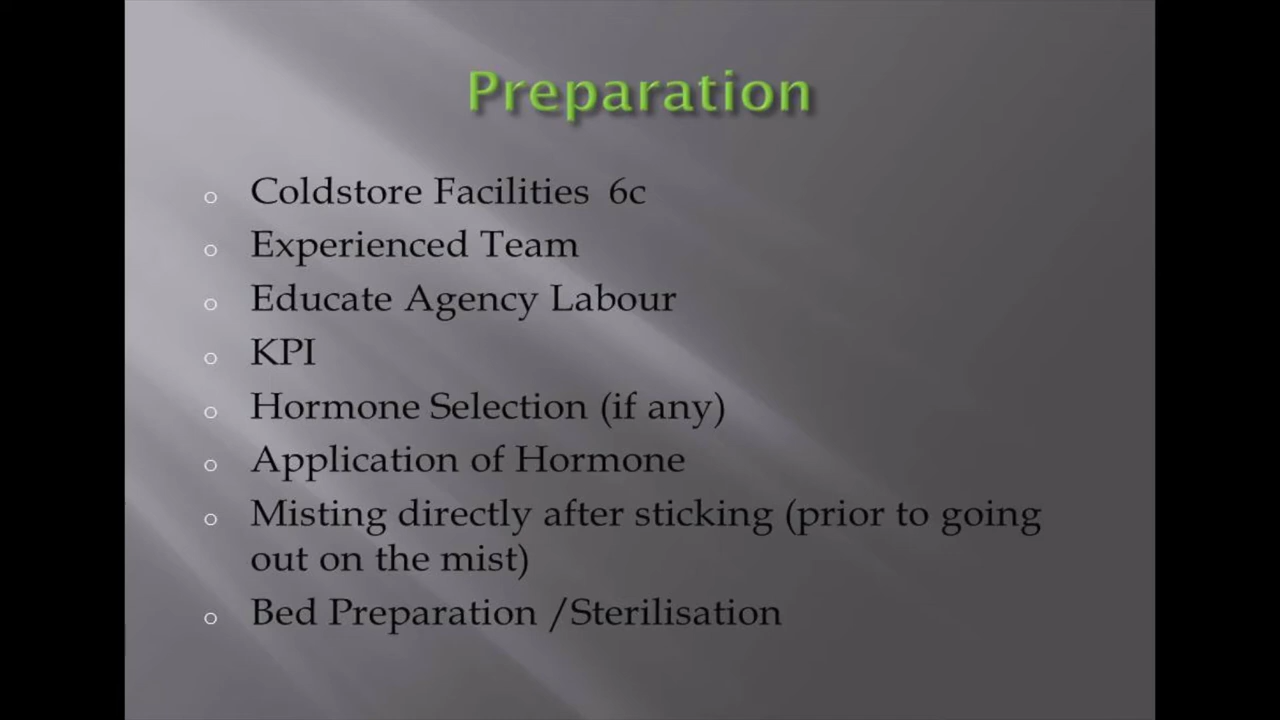 Preparation
Coldstore Facilities 6c
Experienced Team
Educate Agency Labour
KPI
Hormone Selection (if any)
Application of Hormone
Misting directly after sticking (prior to going
out on the mist)
Bed Preparation /Sterilisation